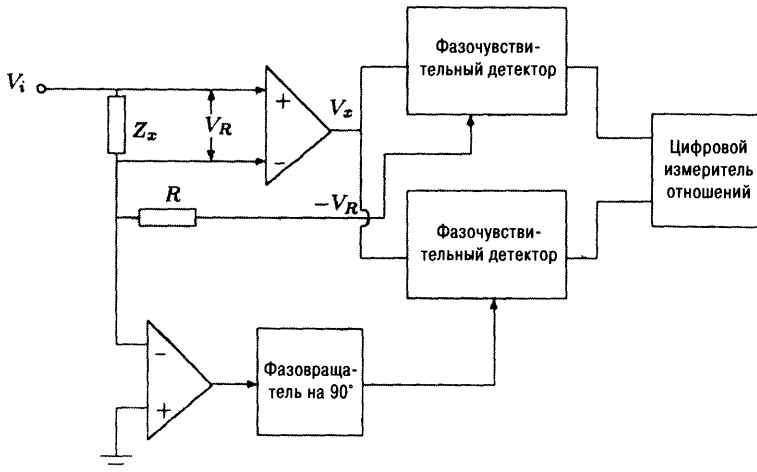 Фазочувстви-
тельный детектор
V_i
+
V_x
Z_x
V_R
−
Цифровой
измеритель
отношений
R
−V_R
Фазочувстви-
тельный детектор
−
+
Фазовраща-
тель на 90°